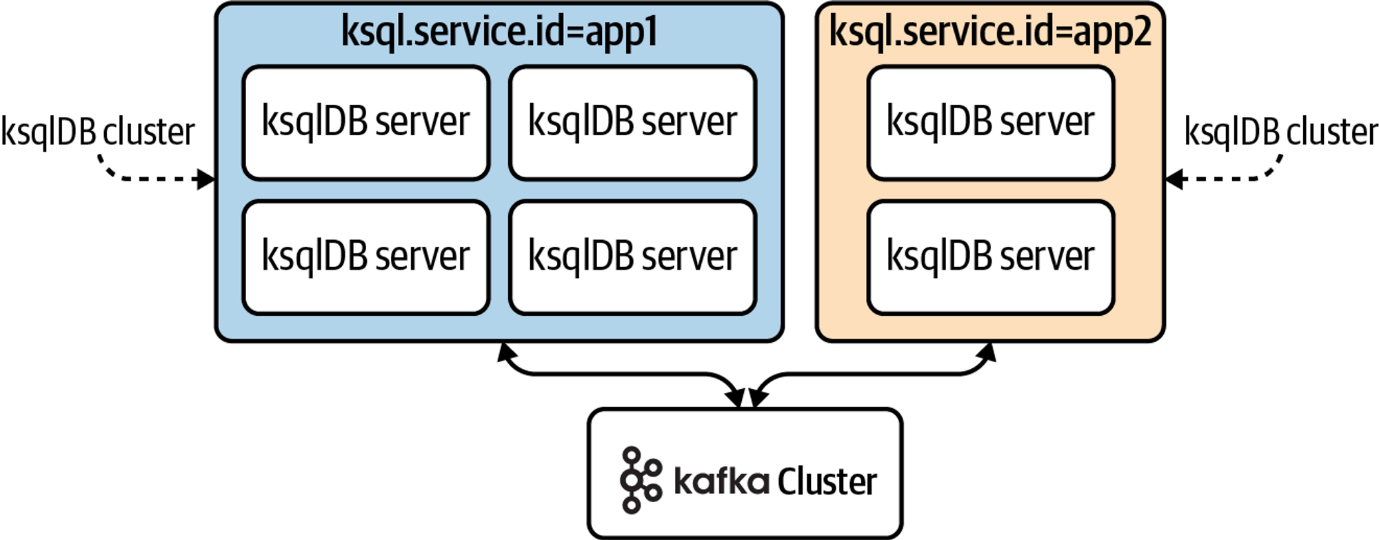 ksql.service.id=app1
ksql.service.id=app2
ksqlDB cluster
ksqlDB server
ksqlDB server
ksqlDB server
ksqlDB cluster
ksqlDB server
ksqlDB server
ksqlDB server
kafka Cluster